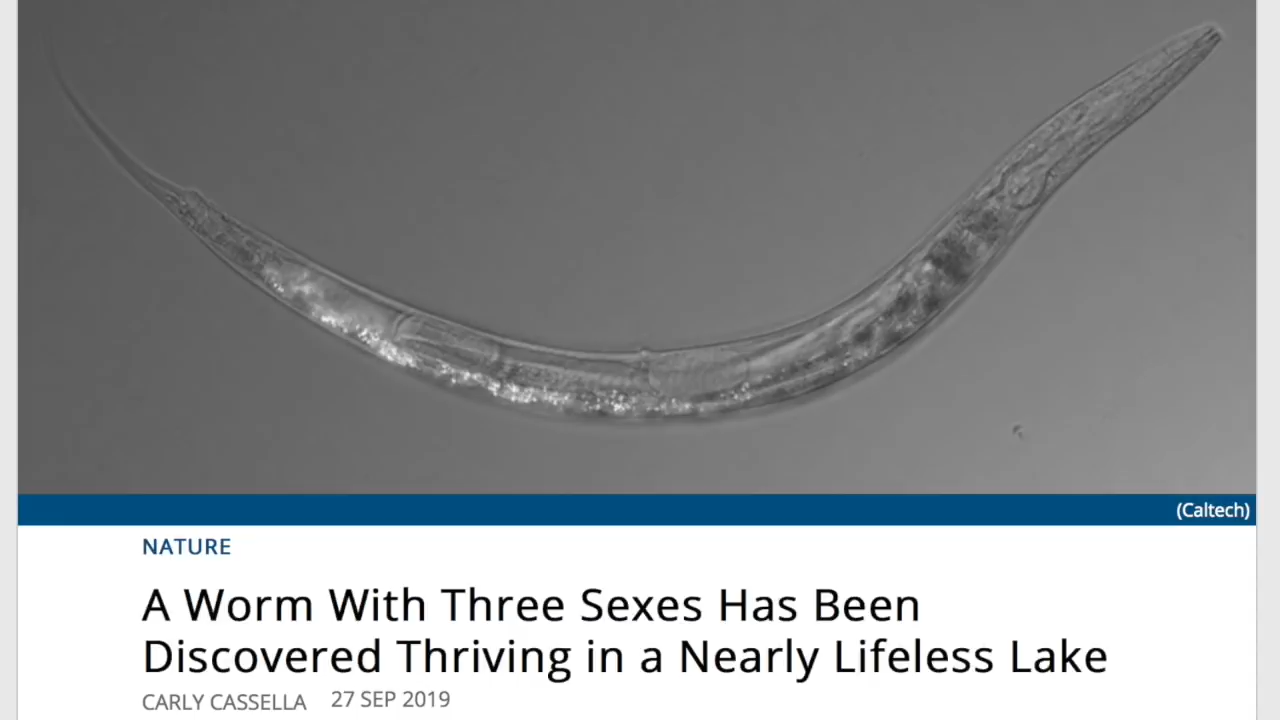 (Caltech)
NATURE
A Worm With Three Sexes Has Been
Discovered Thriving in a Nearly Lifeless Lake
CARLY CASSELLA 27 SEP 2019